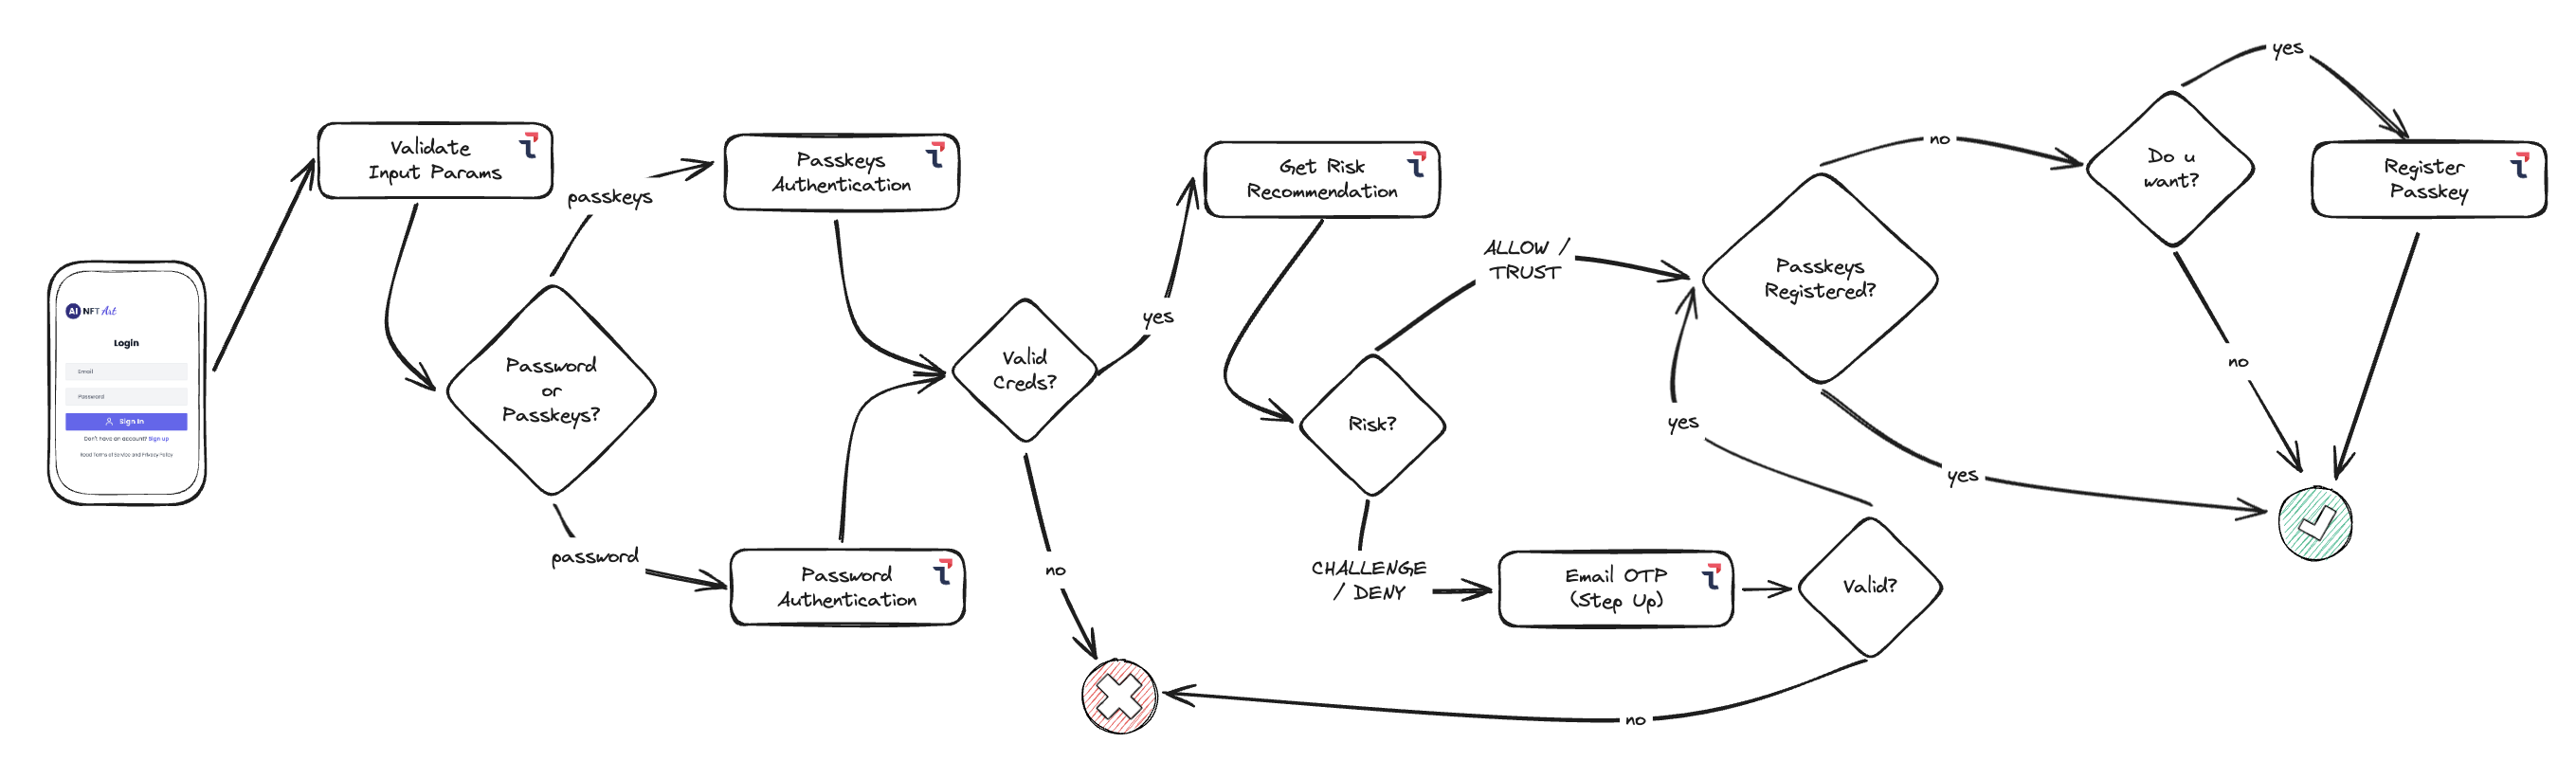 AI NFT Art
Login
Email
Password
Sign In
Don't have an account? Sign up
Read Terms of Service and Privacy Policy
Validate
Input Params
Password
or
Passkeys?
passkeys
password
Passkeys
Authentication
Password
Authentication
Valid
Creds?
yes
no
Get Risk
Recommendation
Risk?
ALLOW /
TRUST
CHALLENGE
/ DENY
Email OTP
(Step Up)
Valid?
yes
no
Passkeys
Registered?
no
yes
Do u
want?
yes
no
Register
Passkey